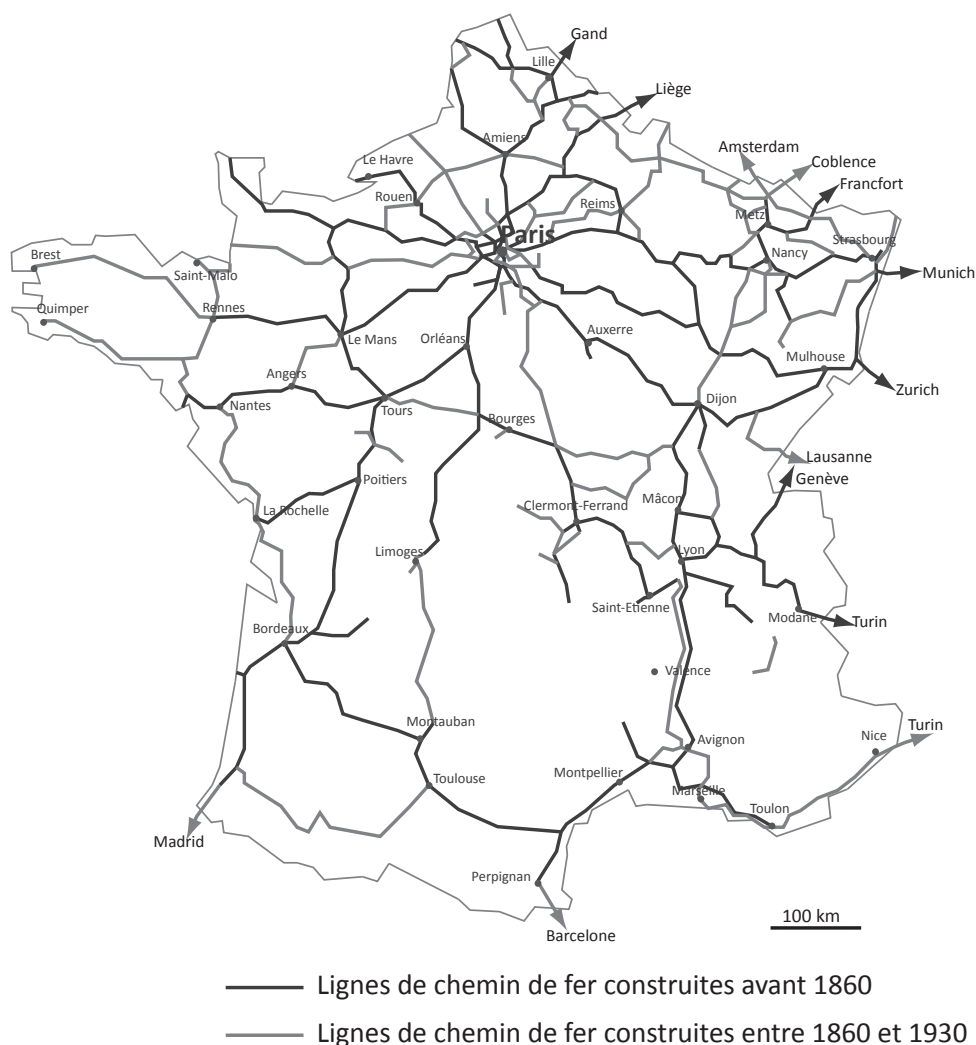 Gand
Lille
Liège
Amiens
Amsterdam
Coblence
Le Havre
Francfort
Rouen
Reims
Metz
Paris
Strasbourg
Brest
Nancy
Saint-Malo
Munich
Quimper
Rennes
Auxerre
Le Mans
Orléans
Mulhouse
Angers
Zurich
Nantes
Tours
Dijon
Bourges
Lausanne
Poitiers
Genève
Mâcon
Clermont-Ferrand
La Rochelle
Limoges
Lyon
Saint-Etienne
Modane
Turin
Bordeaux
Valence
Montauban
Avignon
Nice
Turin
Toulouse
Montpellier
Marseille
Toulon
Madrid
Perpignan
100 km
Barcelone
Lignes de chemin de fer construites avant 1860
Lignes de chemin de fer construites entre 1860 et 1930